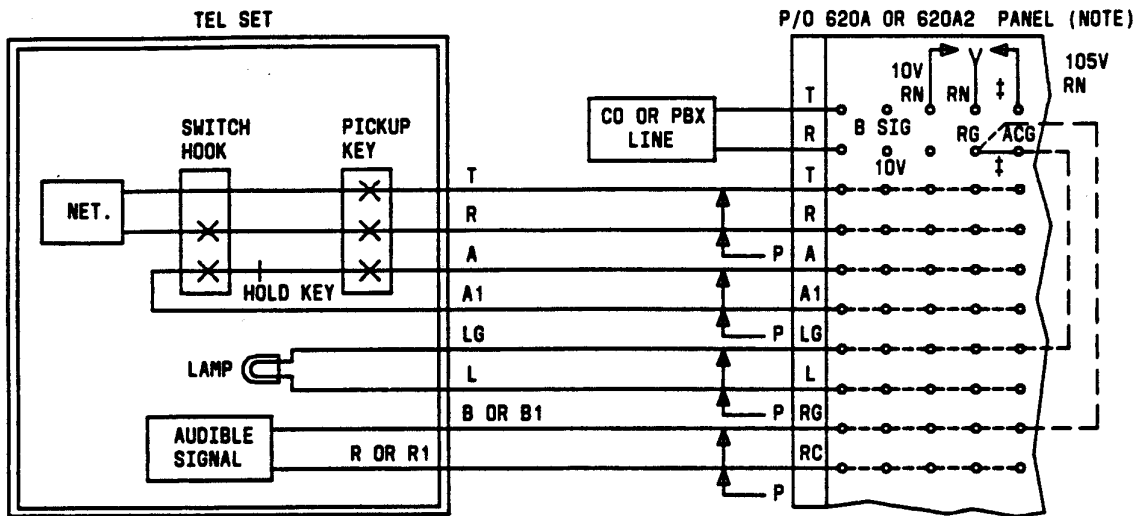 TEL SET
P/O 620A OR 620A2 PANEL (NOTE)
10V
RN
RN
‡
105V
RN
CO OR PBX
LINE
T
R
B SIG
10V
RG
ACG
‡
SWITCH
HOOK
PICKUP
KEY
NET.
HOLD KEY
T
T
R
R
A
P
A
A1
A1
LG
P
LG
LAMP
L
L
B OR B1
P
RG
AUDIBLE
SIGNAL
R OR R1
RC
P